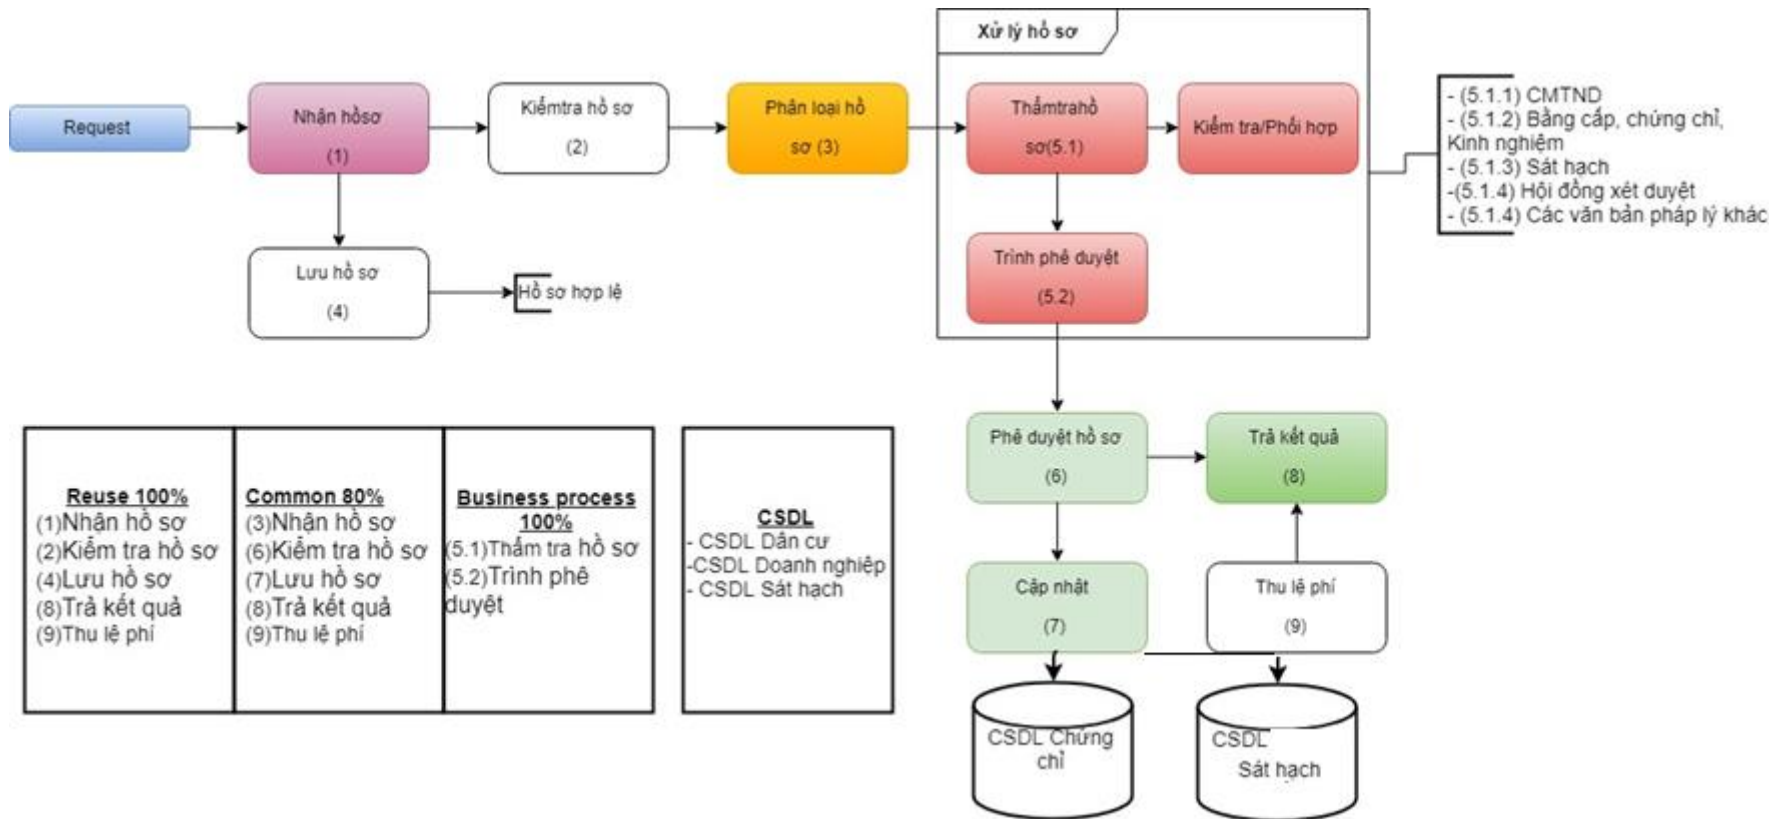 Xử lý hồ sơ
Request
Nhận hồsơ
(1)
Kiểmtra hồ sơ
(2)
Phân loại hồ
sơ (3)
Thẩmtrahồ
sơ(5.1)
Kiểm tra/Phối hợp
- (5.1.1) CMTND
- (5.1.2) Bằng cấp, chứng chỉ,
Kinh nghiệm
- (5.1.3) Sát hạch
-(5.1.4) Hội đồng xét duyệt
- (5.1.4) Các văn bản pháp lý khác
Lưu hồ sơ
(4)
Hồ sơ hợp lệ
Trình phê duyệt
(5.2)
Phê duyệt hồ sơ
(6)
Trả kết quả
(8)
Cập nhật
(7)
Thu lệ phí
(9)
CSDL Chứng
chỉ
CSDL
Sát hạch
Reuse 100%
(1)Nhận hồ sơ
(2)Kiểm tra hồ sơ
(4)Lưu hồ sơ
(8)Trả kết quả
(9)Thu lệ phí
Common 80%
(3)Nhận hồ sơ
(6)Kiểm tra hồ sơ
(7)Lưu hồ sơ
(8)Trả kết quả
(9)Thu lệ phí
Business process
100%
(5.1)Thẩm tra hồ sơ
(5.2)Trình phê
duyệt
CSDL
- CSDL Dân cư
-CSDL Doanh nghiệp
- CSDL Sát hạch